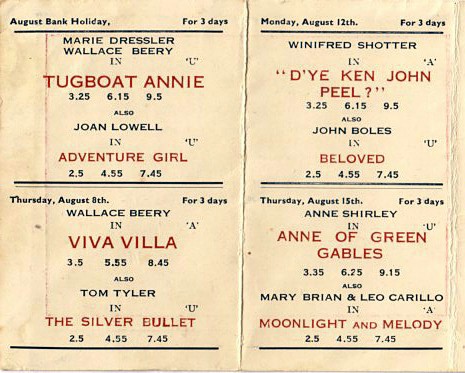 August Bank Holiday, For 3 days
MARIE DRESSLER
WALLACE BEERY
IN 'U'
TUGBOAT ANNIE
3.25 6.15 9.5
ALSO
JOAN LOWELL
IN 'U'
ADVENTURE GIRL
2.5 4.55 7.45
Thursday, August 8th. For 3 days
WALLACE BEERY
IN 'A'
VIVA VILLA
3.5 5.55 8.45
ALSO
TOM TYLER
IN 'U'
THE SILVER BULLET
2.5 4.55 7.45
Monday, August 12th. For 3 days
WINIFRED SHOTTER
IN 'A'
"D'YE KEN JOHN
PEEL?"
3.25 6.15 9.5
ALSO
JOHN BOLES
IN 'U'
BELOVED
2.5 4.55 7.45
Thursday, August 15th. For 3 days
ANNE SHIRLEY
IN 'U'
ANNE OF GREEN
GABLES
3.35 6.25 9.15
ALSO
MARY BRIAN & LEO CARILLO
IN 'A'
MOONLIGHT AND MELODY
2.5 4.55 7.45